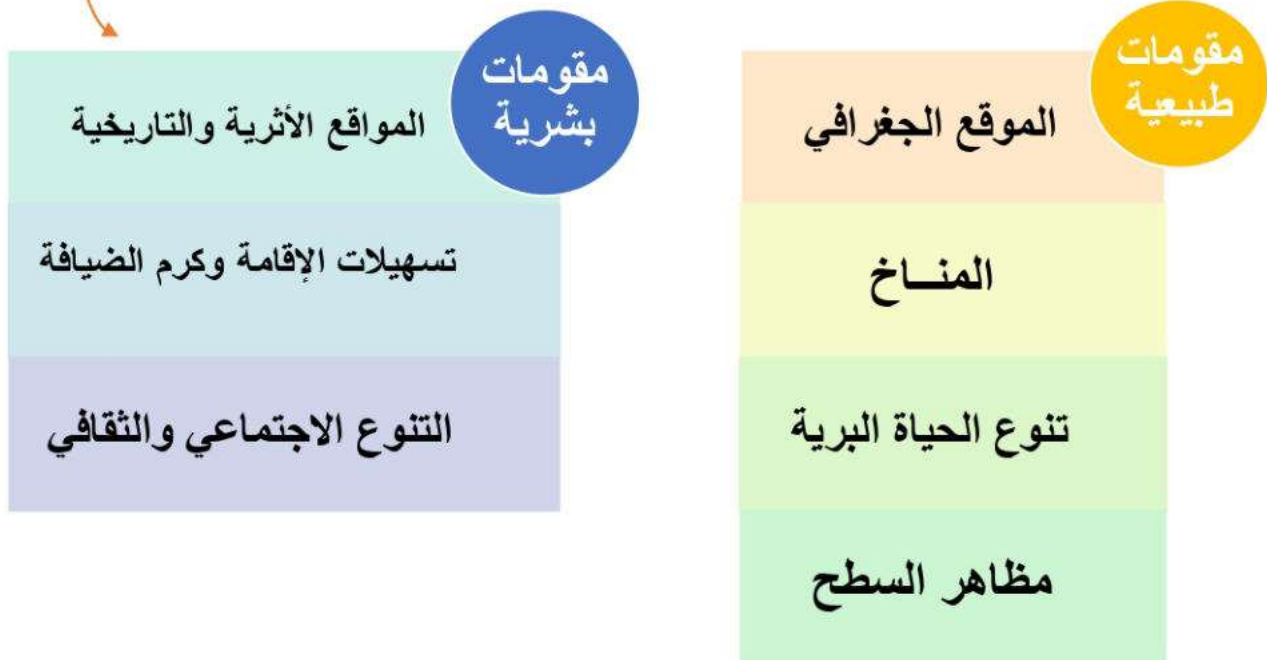 مقومات
طبيعية
الموقع الجغرافي
المنـــاخ
تنوع الحياة البرية
مظاهر السطح
مقومات
بشرية
المواقع الأثرية والتاريخية
تسهيلات الإقامة وكرم الضيافة
التنوع الاجتماعي والثقافي